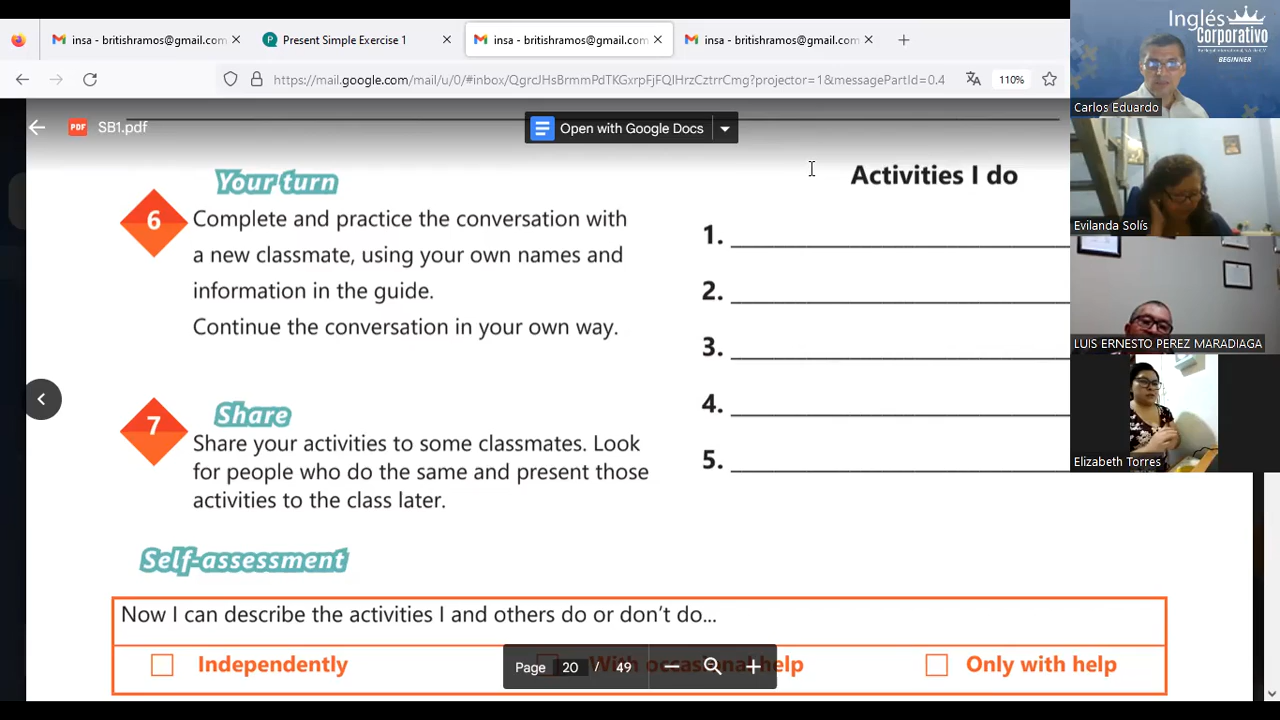 insa - britishramos@gmail.com
Present Simple Exercise 1
insa - britishramos@gmail.com
insa - britishramos@gmail.com
https://mail.google.com/mail/u/0/#inbox/QgrcJHsBrmmPdTKGxrpFjFQIHrzCztrrCmg?projector=1&messagePartId=0.4
110%
PDF SB1.pdf
Open with Google Docs
Your turn
6
Complete and practice the conversation with
a new classmate, using your own names and
information in the guide.
Continue the conversation in your own way.
7
Share
Share your activities to some classmates. Look
for people who do the same and present those
activities to the class later.
Activities I do
1.
2.
3.
4.
5.
Self-assessment
Now I can describe the activities I and others do or don't do...
Independently
With occasional help
Only with help
Page 20 / 49
Inglés
Corporativo
BEGINNER
Carlos Eduardo
Evilanda Solís
LUIS ERNESTO PEREZ MARADIAGA
Elizabeth Torres